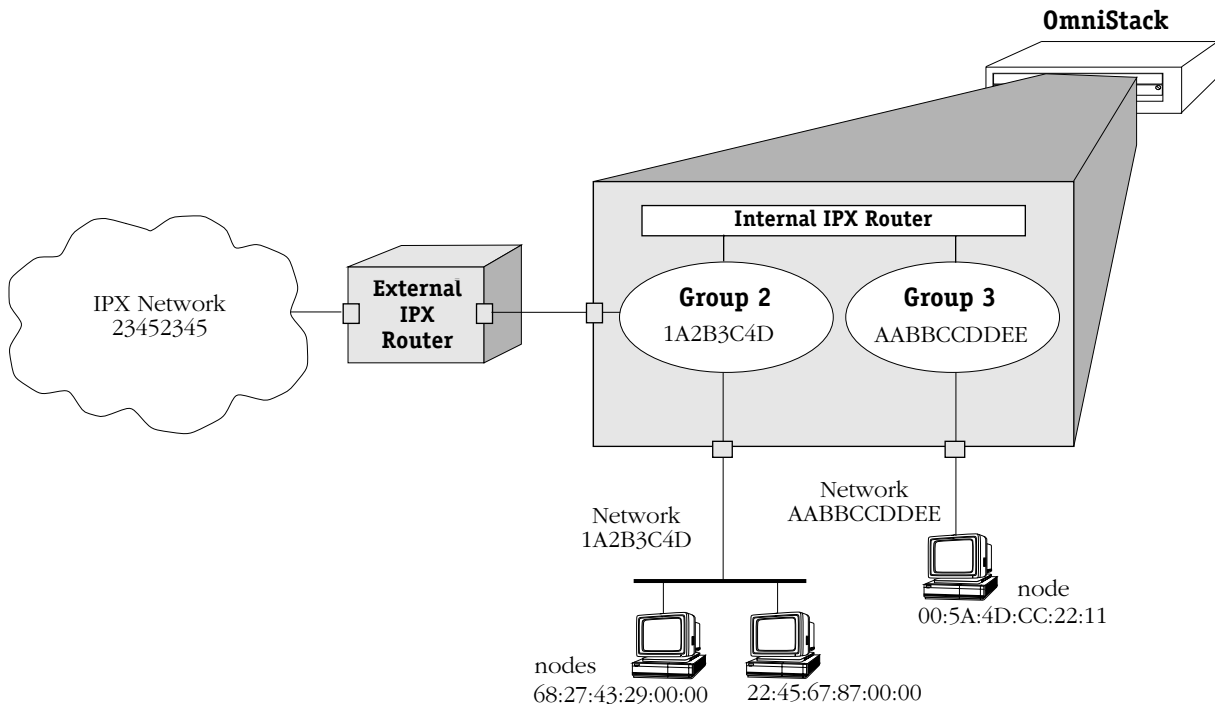 OmniStack
Internal IPX Router
Group 2
1A2B3C4D
Group 3
AABBCCDDEE
External
IPX
Router
IPX Network
23452345
Network
1A2B3C4D
Network
AABBCCDDEE
node
00:5A:4D:CC:22:11
nodes
68:27:43:29:00:00
22:45:67:87:00:00